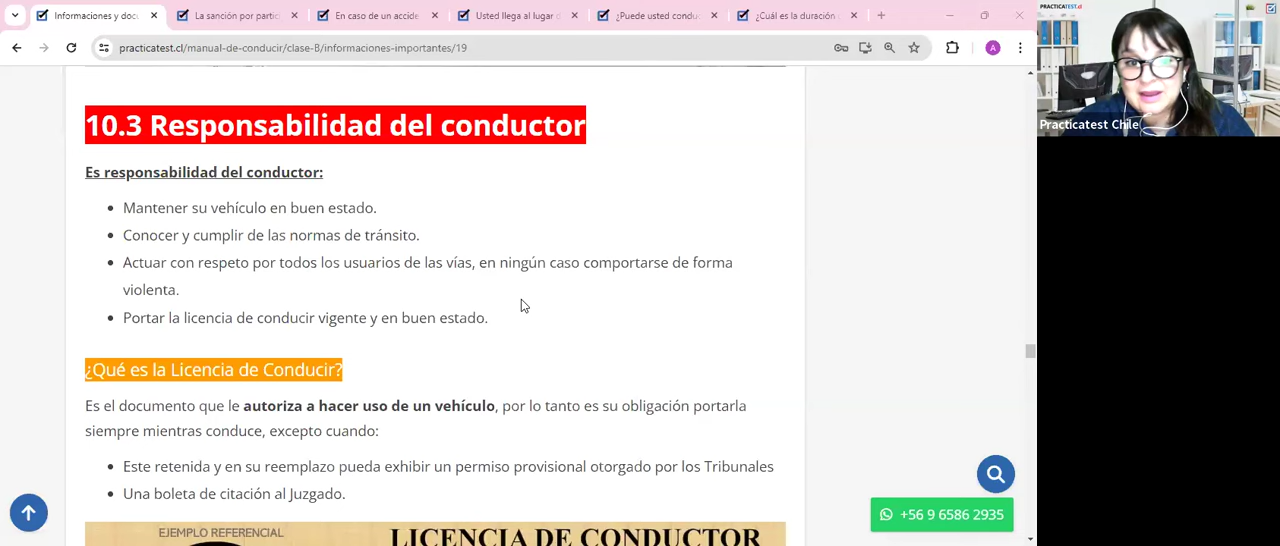 Informaciones y doc
La sanción por partic
En caso de un accide
Usted llega al lugar d
¿Puede usted condu
¿Cuál es la duración
practicatest.cl/manual-de-conducir/clase-B/informaciones-importantes/19
A
PRACTICATEST.cl
Practicatest Chile
10.3 Responsabilidad del conductor
Es responsabilidad del conductor:
Mantener su vehículo en buen estado.
Conocer y cumplir de las normas de tránsito.
Actuar con respeto por todos los usuarios de las vías, en ningún caso comportarse de forma
violenta.
Portar la licencia de conducir vigente y en buen estado.
¿Qué es la Licencia de Conducir?
Es el documento que le autoriza a hacer uso de un vehículo, por lo tanto es su obligación portarla
siempre mientras conduce, excepto cuando:
Este retenida y en su reemplazo pueda exhibir un permiso provisional otorgado por los Tribunales
Una boleta de citación al Juzgado.
+56 9 6586 2935
EJEMPLO REFERENCIAL
LICENCIA DE CONDUCTOR